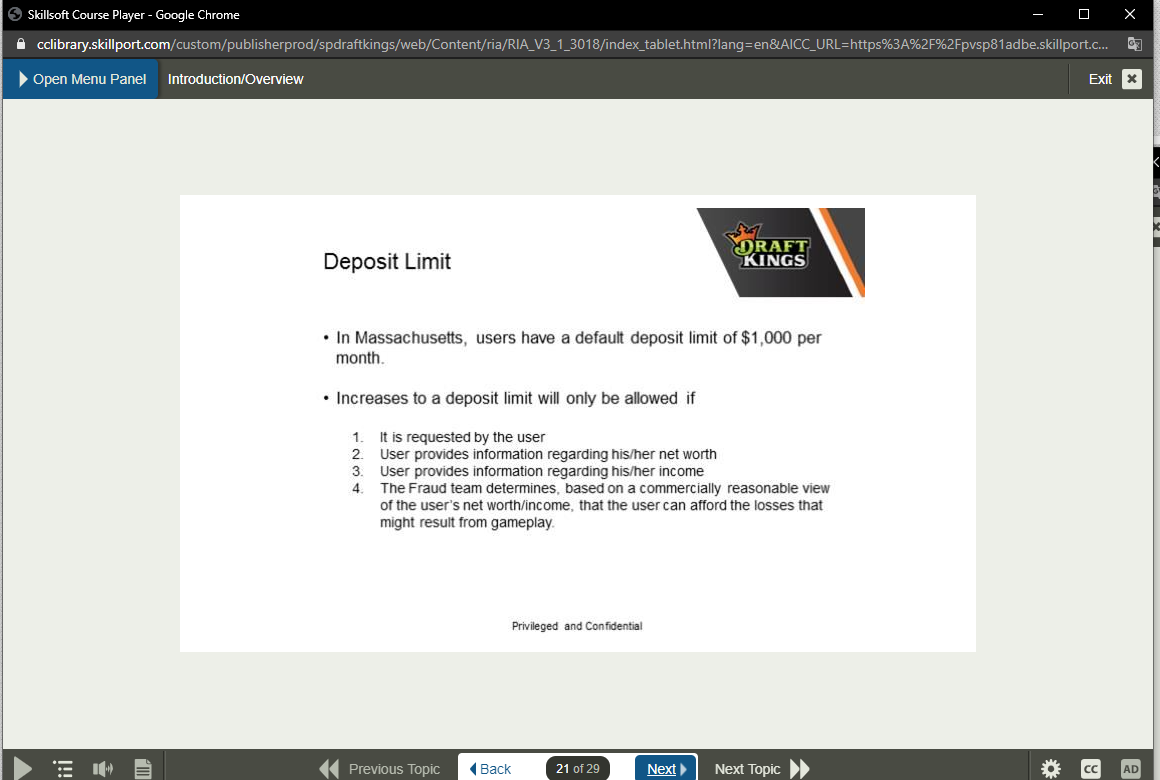 Skillsoft Course Player - Google Chrome
cclibrary.skillport.com/custom/publisherprod/spdraftkings/web/Content/ria/RIA_V3_1_3018/index_tablet.html?lang=en&AICC_URL=https%3A%2F%2Fpvsp81adbe.skillport.c...
Open Menu Panel Introduction/Overview Exit
DRAFT
KINGS
Deposit Limit
• In Massachusetts, users have a default deposit limit of $1,000 per
month.
• Increases to a deposit limit will only be allowed if
1. It is requested by the user
2. User provides information regarding his/her net worth
3. User provides information regarding his/her income
4. The Fraud team determines, based on a commercially reasonable view
of the user's net worth/income, that the user can afford the losses that
might result from gameplay.
Privileged and Confidential
Previous Topic Back 21 of 29 Next Next Topic CC AD